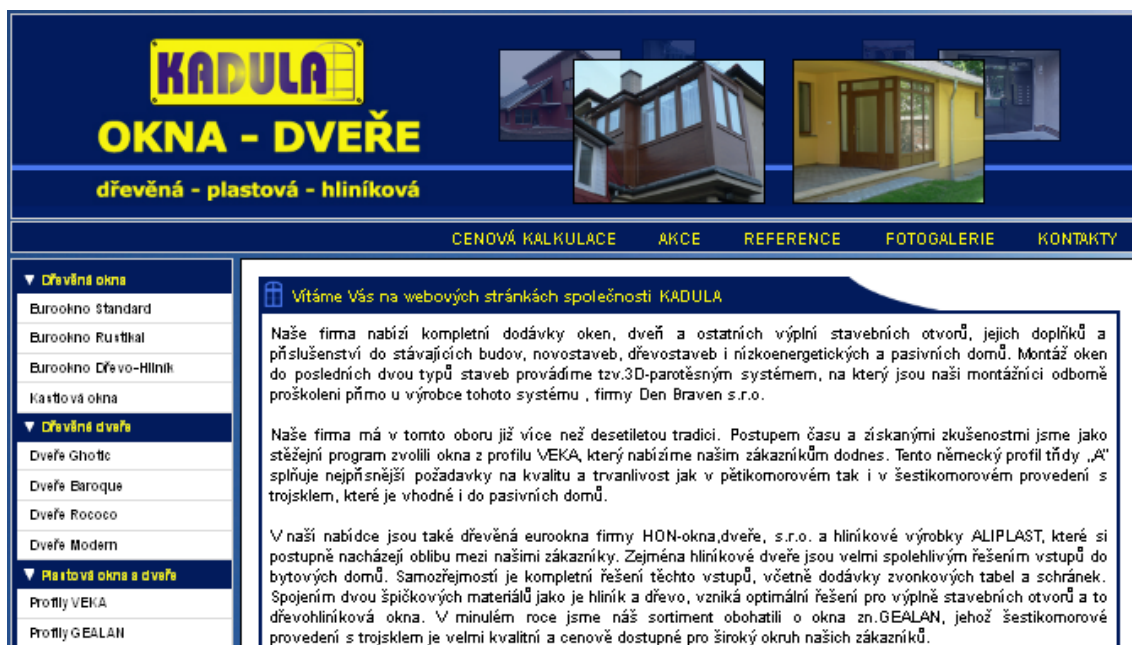 KADULA
OKNA - DVEŘE
dřevěná - plastová - hliníková
CENOVÁ KALKULACE AKCE REFERENCE FOTOGALERIE KONTAKTY
▼ Dřevěná okna
Eurookno Standard
Eurookno Rustikal
Eurookno Dřevo-Hliník
Kastlová okna
▼ Dřevěné dveře
Dveře Ghotic
Dveře Baroque
Dveře Rococo
Dveře Modern
▼ Plastová okna a dveře
Profily VEKA
Profily GEALAN
Vítáme Vás na webových stránkách společnosti KADULA
Naše firma nabízí kompletní dodávky oken, dveří a ostatních výplní stavebních otvorů, jejich doplňků a
příslušenství do stávajících budov, novostaveb, dřevostaveb i nízkoenergetických a pasivních domů. Montáž oken
do posledních dvou typů staveb provádíme tzv.3D-parotěsným systémem, na který jsou naši montážníci odborně
proškoleni přímo u výrobce tohoto systému , firmy Den Braven s.r.o.
Naše firma má v tomto oboru již více než desetiletou tradici. Postupem času a získanými zkušenostmi jsme jako
stěžejní program zvolili okna z profilu VEKA, který nabízíme našim zákazníkům dodnes. Tento německý profil třídy „A"
splňuje nejpřísnější požadavky na kvalitu a trvanlivost jak v pětikomorovém tak i v šestikomorovém provedení s
trojsklem, které je vhodné i do pasivních domů.
V naší nabídce jsou také dřevěná eurookna firmy HON-okna,dveře, s.r.o. a hliníkové výrobky ALIPLAST, které si
postupně nacházejí oblibu mezi našimi zákazníky. Zejména hliníkové dveře jsou velmi spolehlivým řešením vstupů do
bytových domů. Samozřejmostí je kompletní řešení těchto vstupů, včetně dodávky zvonkových tabel a schránek.
Spojením dvou špičkových materiálů jako je hliník a dřevo, vzniká optimální řešení pro výplně stavebních otvorů a to
dřevohliníková okna. V minulém roce jsme náš sortiment obohatili o okna zn.GEALAN, jehož šestikomorové
provedení s trojsklem je velmi kvalitní a cenově dostupné pro široký okruh našich zákazníků.